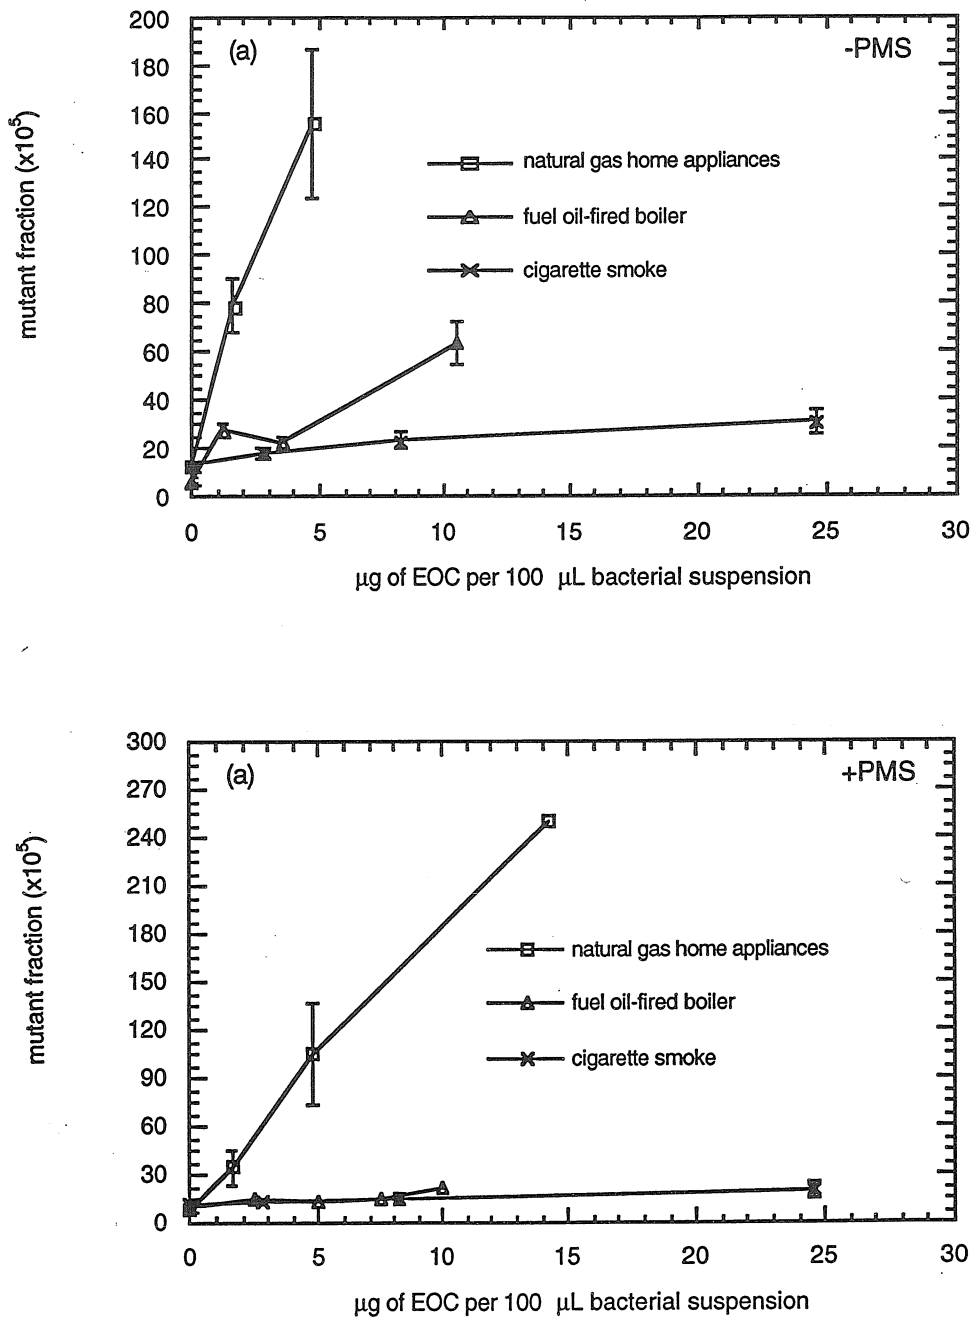 200
180
160
140
120
100
80
60
40
20
0
mutant fraction (x10⁵)
(a)
-PMS
natural gas home appliances
fuel oil-fired boiler
cigarette smoke
0 5 10 15 20 25 30
µg of EOC per 100 µL bacterial suspension
300
270
240
210
180
150
120
90
60
30
0
mutant fraction (x10⁵)
(a)
+PMS
natural gas home appliances
fuel oil-fired boiler
cigarette smoke
0 5 10 15 20 25 30
µg of EOC per 100 µL bacterial suspension